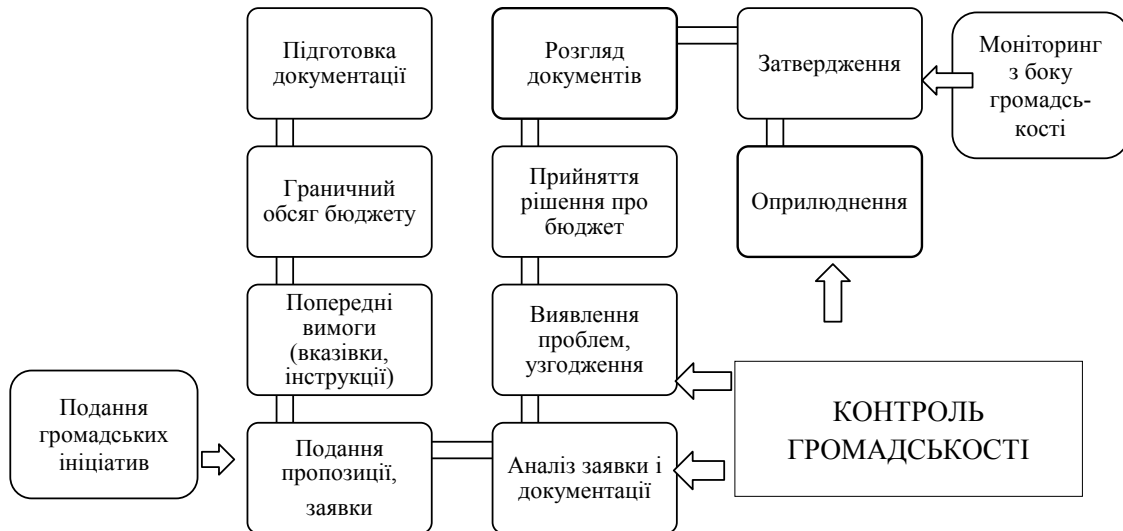 Підготовка
документації
Граничний
обсяг бюджету
Попередні
вимоги
(вказівки,
інструкції)
Подання
пропозиції,
заявки
Подання
громадських
ініціатив
Розгляд
документів
Прийняття
рішення про
бюджет
Виявлення
проблем,
узгодження
Аналіз заявки і
документації
Затвердження
Оприлюднення
Моніторинг
з боку
громадсь-
кості
КОНТРОЛЬ
ГРОМАДСЬКОСТІ